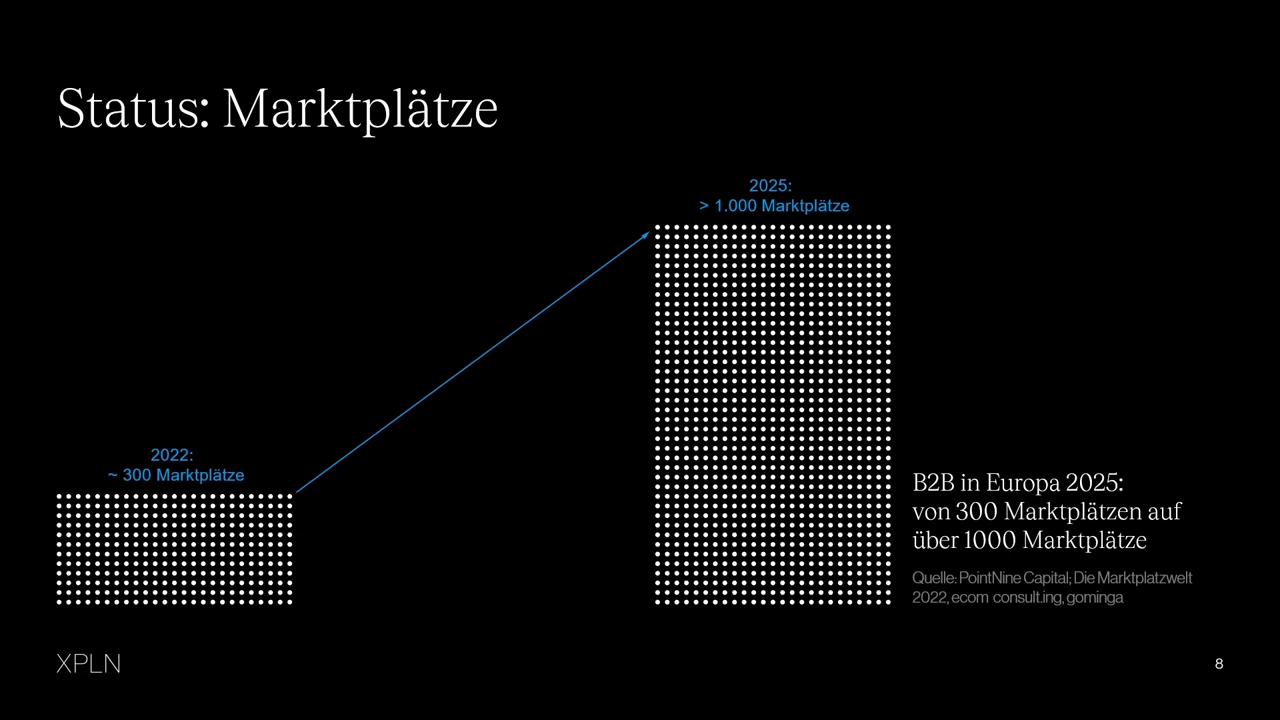 Status: Marktplätze
2025:
> 1.000 Marktplätze
2022:
~ 300 Marktplätze
B2B in Europa 2025:
von 300 Marktplätzen auf
über 1000 Marktplätze
Quelle: PointNine Capital; Die Marktplatzwelt
2022, ecom consult.ing, gominga
XPLN
8